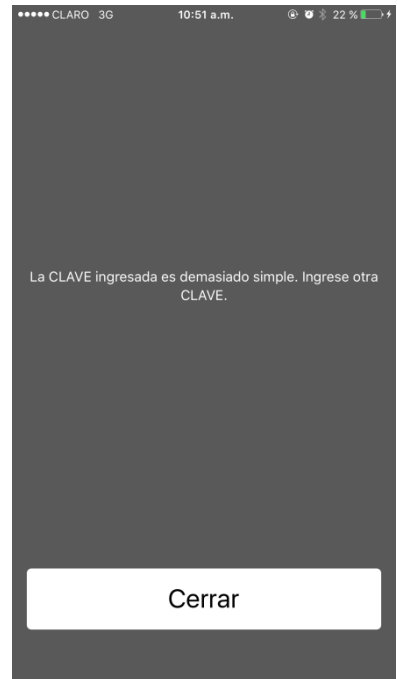 CLARO 3G 10:51 a.m. 22 %
La CLAVE ingresada es demasiado simple. Ingrese otra
CLAVE.
Cerrar